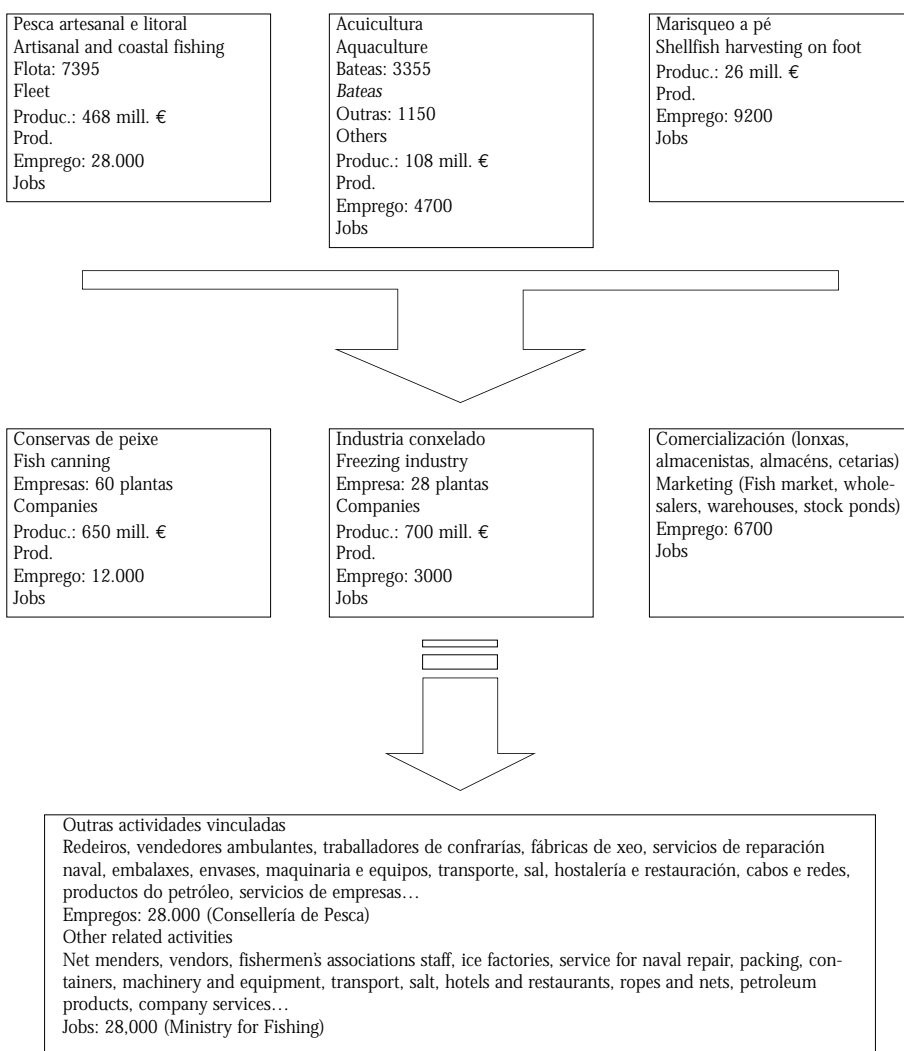 Pesca artesanal e litoral
Artisanal and coastal fishing
Flota: 7395
Fleet
Produc.: 468 mill. €
Prod.
Emprego: 28.000
Jobs
Acuicultura
Aquaculture
Bateas: 3355
Bateas
Outras: 1150
Others
Produc.: 108 mill. €
Prod.
Emprego: 4700
Jobs
Marisqueo a pé
Shellfish harvesting on foot
Produc.: 26 mill. €
Prod.
Emprego: 9200
Jobs
Conservas de peixe
Fish canning
Empresas: 60 plantas
Companies
Produc.: 650 mill. €
Prod.
Emprego: 12.000
Jobs
Industria conxelado
Freezing industry
Empresa: 28 plantas
Companies
Produc.: 700 mill. €
Prod.
Emprego: 3000
Jobs
Comercialización (lonxas,
almacenistas, almacéns, cetarias)
Marketing (Fish market, whole-
salers, warehouses, stock ponds)
Emprego: 6700
Jobs
Outras actividades vinculadas
Redeiros, vendedores ambulantes, traballadores de confrarías, fábricas de xeo, servicios de reparación
naval, embalaxes, envases, maquinaria e equipos, transporte, sal, hostalería e restauración, cabos e redes,
productos do petróleo, servicios de empresas…
Empregos: 28.000 (Consellería de Pesca)
Other related activities
Net menders, vendors, fishermen's associations staff, ice factories, service for naval repair, packing, con-
tainers, machinery and equipment, transport, salt, hotels and restaurants, ropes and nets, petroleum
products, company services…
Jobs: 28,000 (Ministry for Fishing)